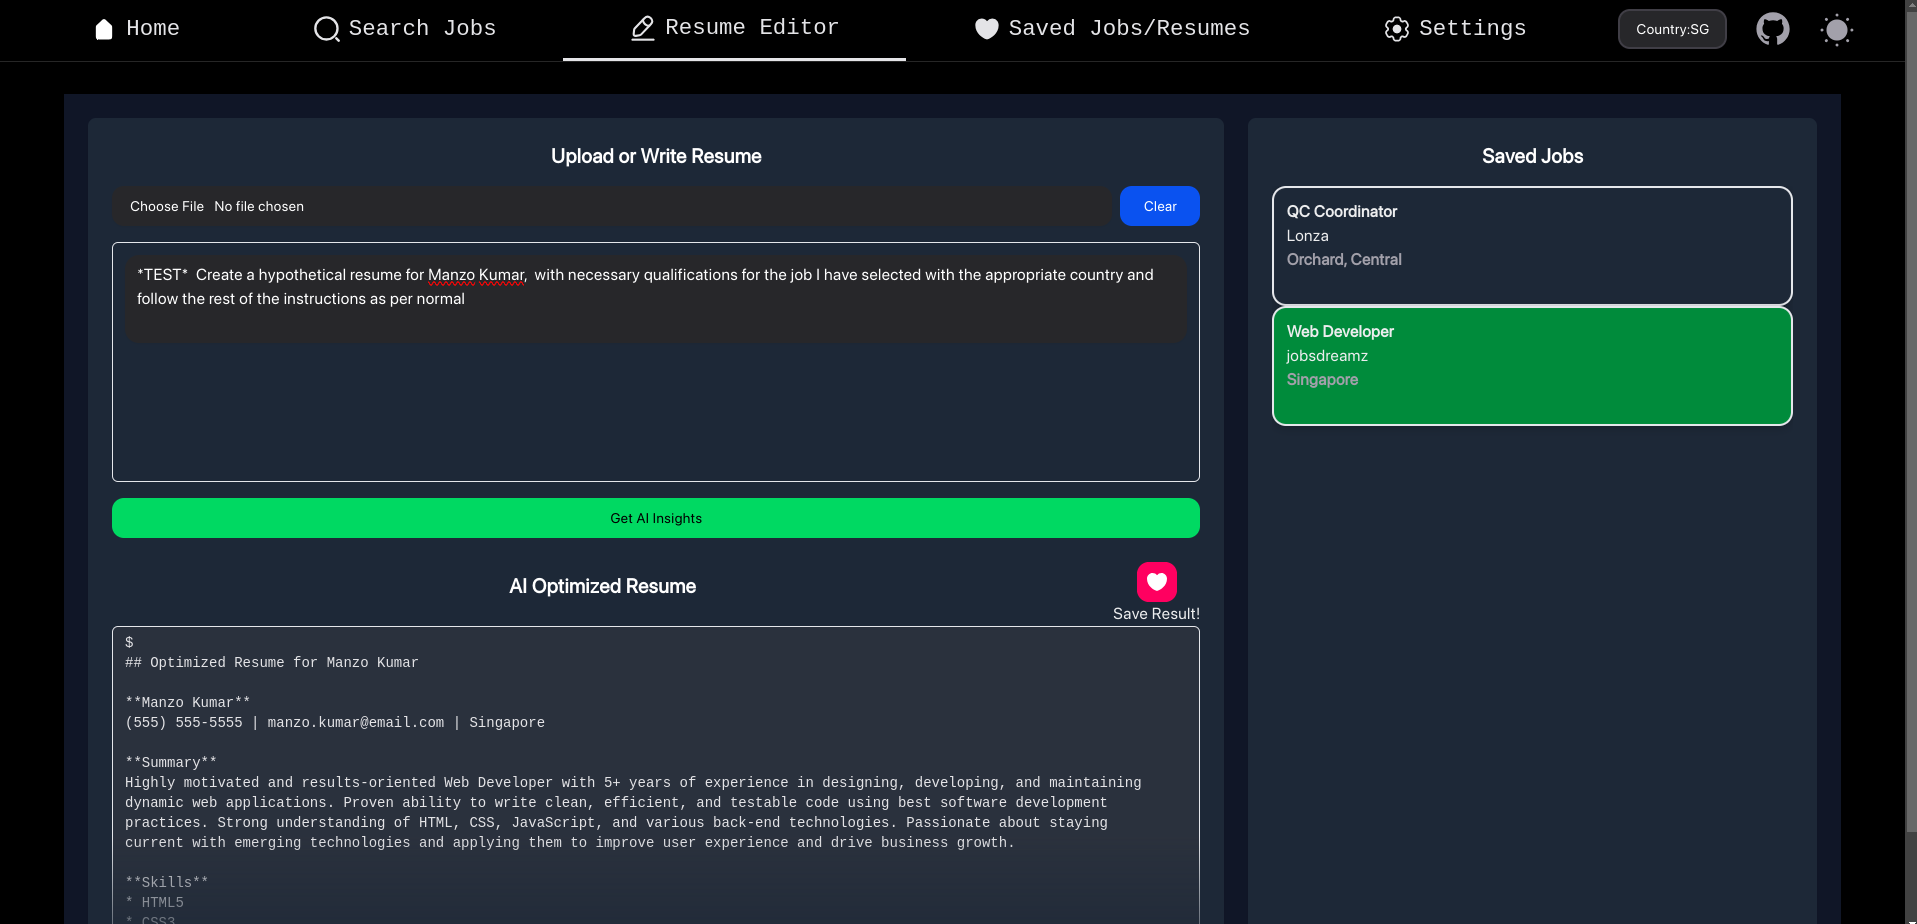 Home
Search Jobs
Resume Editor
Saved Jobs/Resumes
Settings
Country:SG
Upload or Write Resume
Choose File No file chosen
Clear
*TEST*  Create a hypothetical resume for Manzo Kumar,  with necessary qualifications for the job I have selected with the appropriate country and
follow the rest of the instructions as per normal
Get AI Insights
AI Optimized Resume
Save Result!
$
## Optimized Resume for Manzo Kumar
**Manzo Kumar**
(555) 555-5555 | manzo.kumar@email.com | Singapore
**Summary**
Highly motivated and results-oriented Web Developer with 5+ years of experience in designing, developing, and maintaining
dynamic web applications. Proven ability to write clean, efficient, and testable code using best software development
practices. Strong understanding of HTML, CSS, JavaScript, and various back-end technologies. Passionate about staying
current with emerging technologies and applying them to improve user experience and drive business growth.
**Skills**
* HTML5
* CSS3
Saved Jobs
QC Coordinator
Lonza
Orchard, Central
Web Developer
jobsdreamz
Singapore